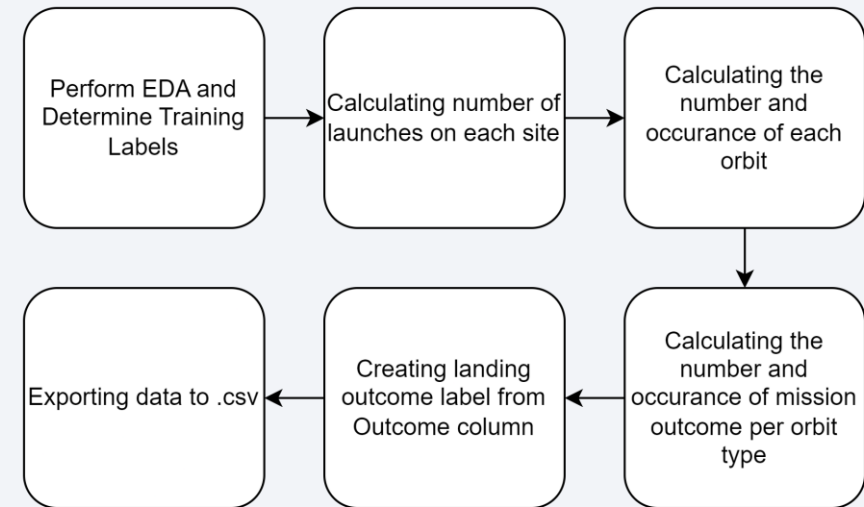 Perform EDA and
Determine Training
Labels
Calculating number of
launches on each site
Calculating the
number and
occurance of each
orbit
Calculating the
number and
occurance of mission
outcome per orbit
type
Creating landing
outcome label from
Outcome column
Exporting data to .csv